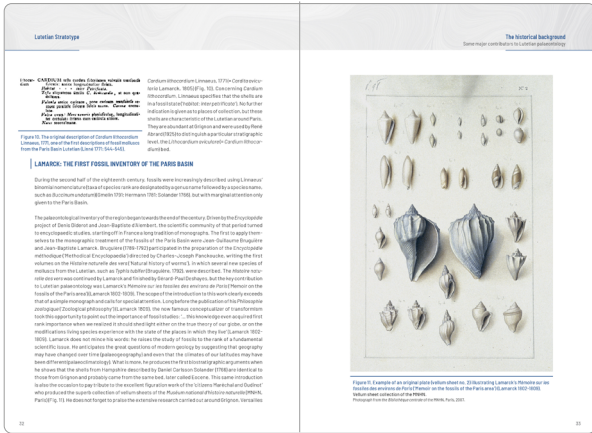 Lutetian Stratotype
The historical background
Some major contributors to Lutetian palaeontology
CARDIUM
Cardium lithocardium Linnaeus, 1771(= Cardita avicu-
laria Lamarck, 1805)(Fig. 10). Concerning Cardium
lithocardium, Linnaeus specifies that the shells are
in a fossil state ('habitat: inter petrificata'). No further
indication is given as to places of collection, but these
shells are characteristic of the Lutetian around Paris.
They are abundant at Grignon and were used by René
Abrard (1925) to distinguish a particular stratigraphic
level, the Lithocardium aviculare (= Cardium lithocar-
dium) bed.
Figure 10. The original description of Cardium lithocardium
Linnaeus, 1771, one of the first descriptions of fossil molluscs
from the Paris Basin Lutetian (Linné 1771: 544-545).
LAMARCK: THE FIRST FOSSIL INVENTORY OF THE PARIS BASIN
During the second half of the eighteenth century, fossils were increasingly described using Linnaeus'
binomial nomenclature (taxa of species rank are designated by a genus name followed by a species name,
such as Buccinum undolum (Gmelin 1791; Hermann 1781; Solander 1766), but with marginal attention only
given to the Paris Basin.
The palaeontological inventory of the region began towards the end of the century. Driven by the Encyclopédie
project of Denis Diderot and Jean-Baptiste d'Alembert, the scientific community of that period turned
to encyclopaedic studies, starting off in France a long tradition of monographs. The first to apply them-
selves to the monographic treatment of the fossils of the Paris Basin were Jean-Guillaume Bruguière
and Jean-Baptiste Lamarck. Bruguière (1789-1792) participated in the preparation of the Encyclopédie
méthodique ('Methodical Encyclopaedia') directed by Charles-Joseph Panckoucke, writing the first
volumes on the Histoire naturelle des vers ('Natural history of worms'), in which several new species of
molluscs from the Lutetian, such as Typhis tubifer (Bruguière, 1792), were described. The Histoire natu-
relle des vers was continued by Lamarck and finished by Gérard-Paul Deshayes, but the key contribution
to Lutetian palaeontology was Lamarck's Mémoire sur les fossiles des environs de Paris ('Memoir on the
fossils of the Paris area')(Lamarck 1802-1809). The scope of the introduction to this work clearly exceeds
that of a simple monograph and calls for special attention. Long before the publication of his Philosophie
zoologique ('Zoological philosophy')(Lamarck 1809), the new famous conceptualizer of transformism
took this opportunity to point out the importance of fossil studies: '... this knowledge even acquired first
rank importance when we realized it should shed light either on the true theory of our globe, or on the
modifications living species experience with the state of the places in which they live' (Lamarck 1802-
1809). Lamarck does not mince his words: he raises the study of fossils to the rank of a fundamental
scientific issue. He anticipates the great questions of modern geology by suggesting that geography
may have changed over time (palaeogeography) and even that the climates of our latitudes may have
been different (palaeoclimatology). What is more, he produces the first biostratigraphic arguments when
he shows that the shells from Hampshire described by Daniel Carlsson Solander (1766) are identical to
those from Grignon and probably came from the same bed, later called Eocene. This same introduction
is also the occasion to pay tribute to the excellent figuration work of the 'citizens Maréchal and Oudinot'
who produced the superb collection of vellum sheets of the Muséum national d'histoire naturelle (MNHN,
Paris)(Fig. 11). He does not forget to praise the extensive research carried out around Grignon, Versailles
Figure 11. Example of an original plate (vellum sheet no. 2) illustrating Lamarck's Mémoire sur les
fossiles des environs de Paris ('Memoir on the fossils of the Paris area')(Lamarck 1802-1809).
Vellum sheet collection of the MNHN.
Photograph from the Bibliothèque centrale of the MNHN, Paris, 2007.
32
33